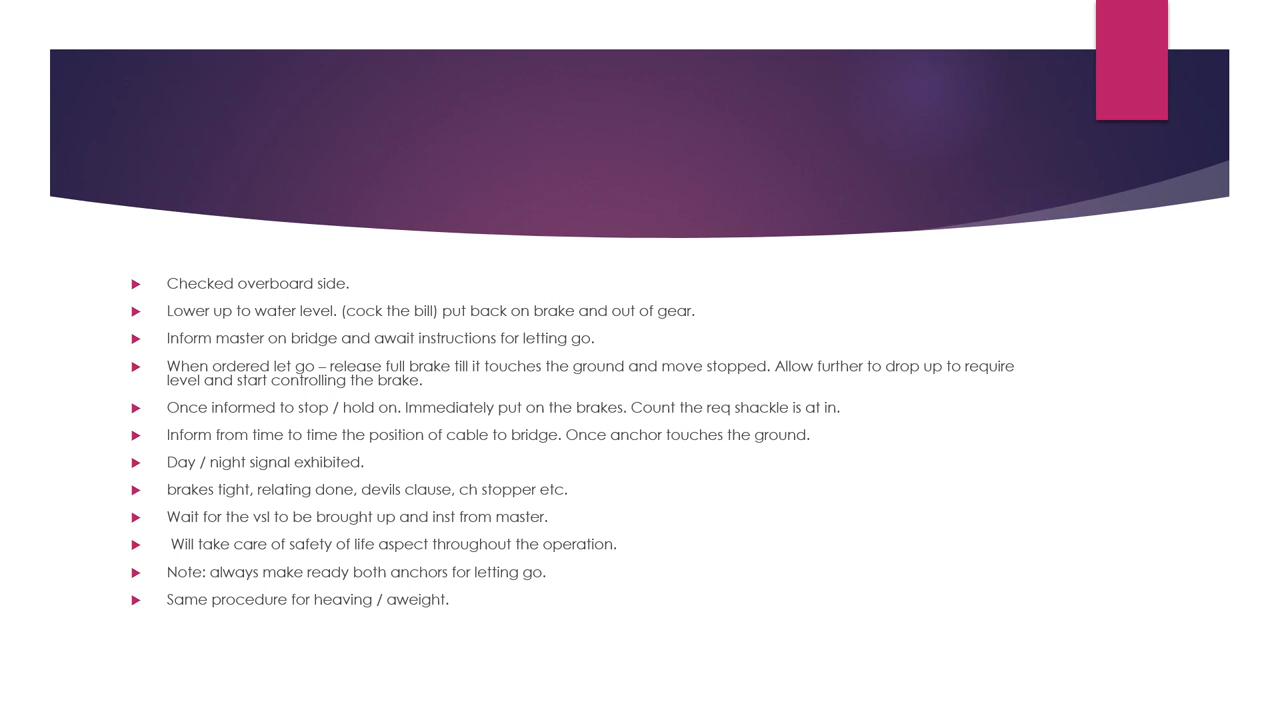 Checked overboard side.
Lower up to water level. (cock the bill) put back on brake and out of gear.
Inform master on bridge and await instructions for letting go.
When ordered let go – release full brake till it touches the ground and move stopped. Allow further to drop up to require
level and start controlling the brake.
Once informed to stop / hold on. Immediately put on the brakes. Count the req shackle is at in.
Inform from time to time the position of cable to bridge. Once anchor touches the ground.
Day / night signal exhibited.
brakes tight, relating done, devils clause, ch stopper etc.
Wait for the vsl to be brought up and inst from master.
Will take care of safety of life aspect throughout the operation.
Note: always make ready both anchors for letting go.
Same procedure for heaving / aweight.